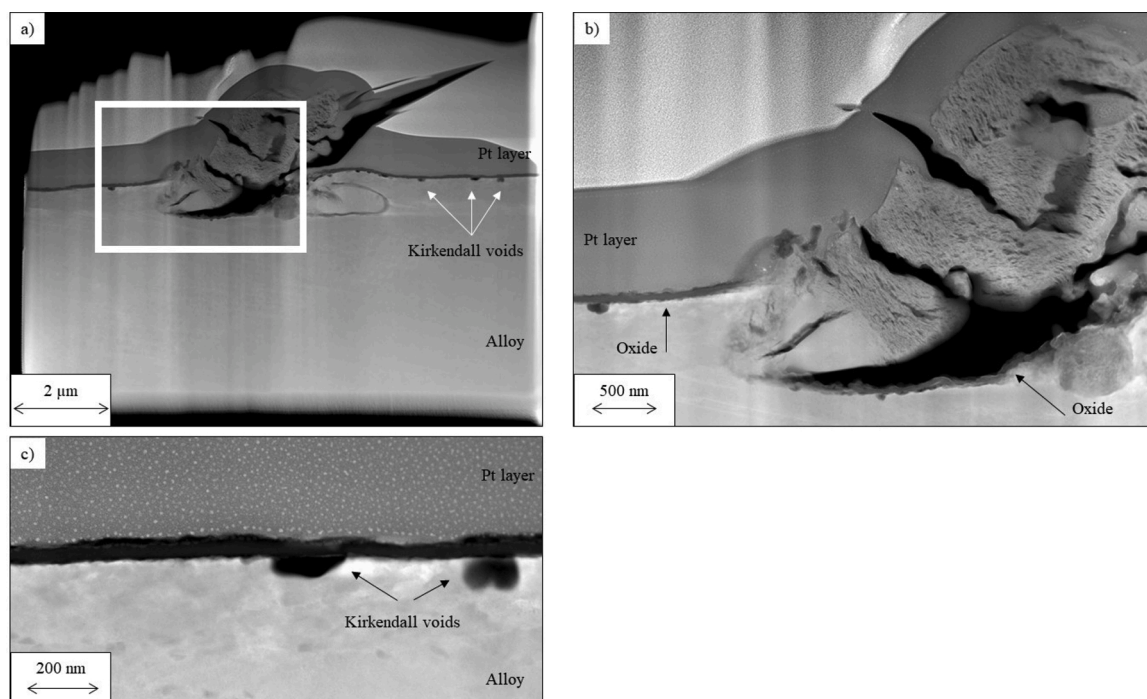 a)
Pt layer
Kirkendall voids
Alloy
2 µm
b)
Pt layer
Oxide
Oxide
500 nm
c)
Pt layer
Kirkendall voids
Alloy
200 nm